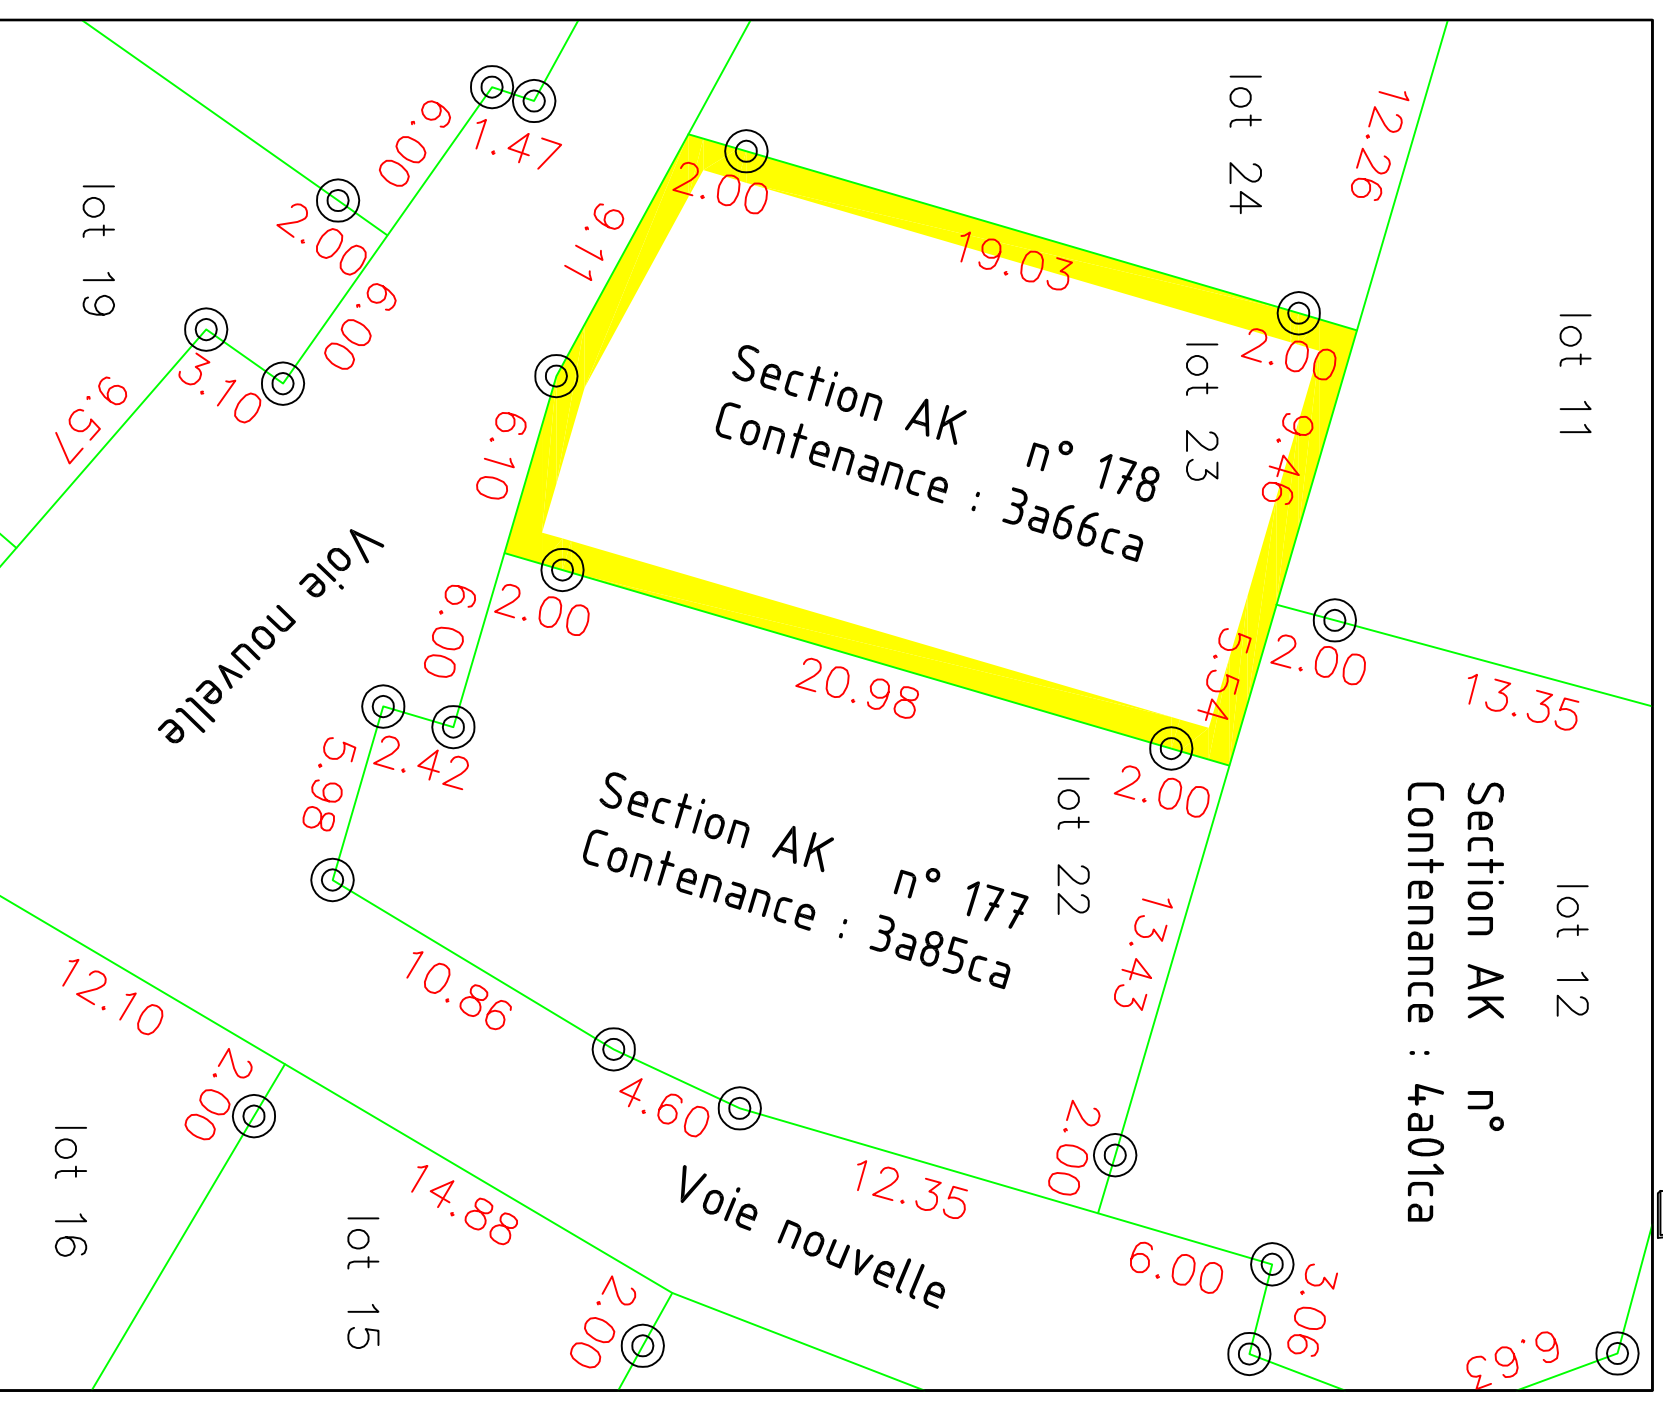 lot 24
12.26
1.47
6.00
2.00
6.00
lot 19
3.10
9.57
9.11
2.00
19.03
2.00
lot 11
lot 23
Section AK n° 178
Contenance : 3a66ca
9.46
6.10
5.54
2.00
13.35
Voie nouvelle
6.00
2.00
20.98
2.00
2.42
5.98
Section AK n° 177
Contenance : 3a85ca
lot 22
13.43
2.00
lot 12
Section AK n°
Contenance : 4a01ca
10.86
4.60
12.35
6.00
3.06
6.63
Voie nouvelle
12.10
2.00
14.88
2.00
lot 16
lot 15